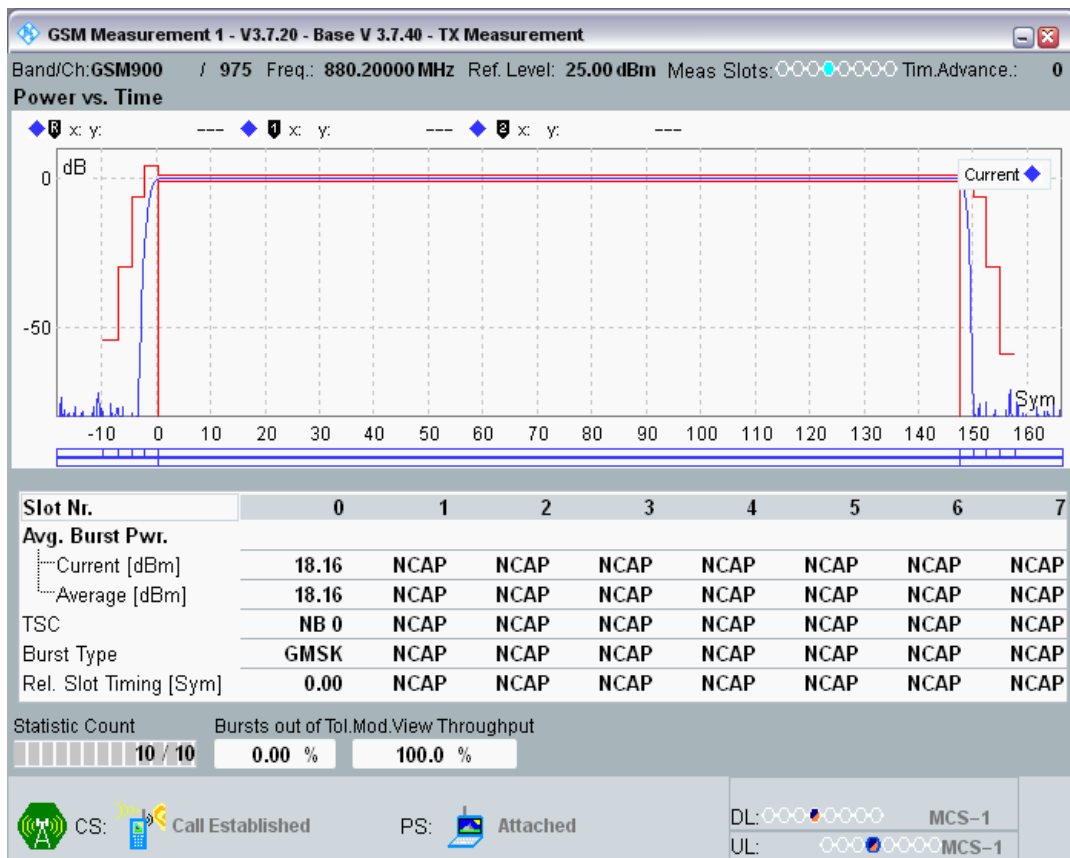 GSM Measurement 1 - V3.7.20 - Base V 3.7.40 - TX Measurement
Band/Ch:GSM900 / 975 Freq.: 880.20000 MHz Ref. Level: 25.00 dBm Meas Slots: Tim.Advance.: 0
Power vs. Time
R x: y: --- 1 x: y: --- 2 x: y: ---
dB
Current
0
-50
Sym
-10 0 10 20 30 40 50 60 70 80 90 100 110 120 130 140 150 160
Slot Nr. 0 1 2 3 4 5 6 7
Avg. Burst Pwr.
Current [dBm] 18.16 NCAP NCAP NCAP NCAP NCAP NCAP NCAP
Average [dBm] 18.16 NCAP NCAP NCAP NCAP NCAP NCAP NCAP
TSC NB 0 NCAP NCAP NCAP NCAP NCAP NCAP NCAP
Burst Type GMSK NCAP NCAP NCAP NCAP NCAP NCAP NCAP
Rel. Slot Timing [Sym] 0.00 NCAP NCAP NCAP NCAP NCAP NCAP NCAP
Statistic Count Bursts out of Tol.Mod.View Throughput
10 / 10 0.00 % 100.0 %
CS: Call Established PS: Attached
DL: MCS-1
UL: MCS-1